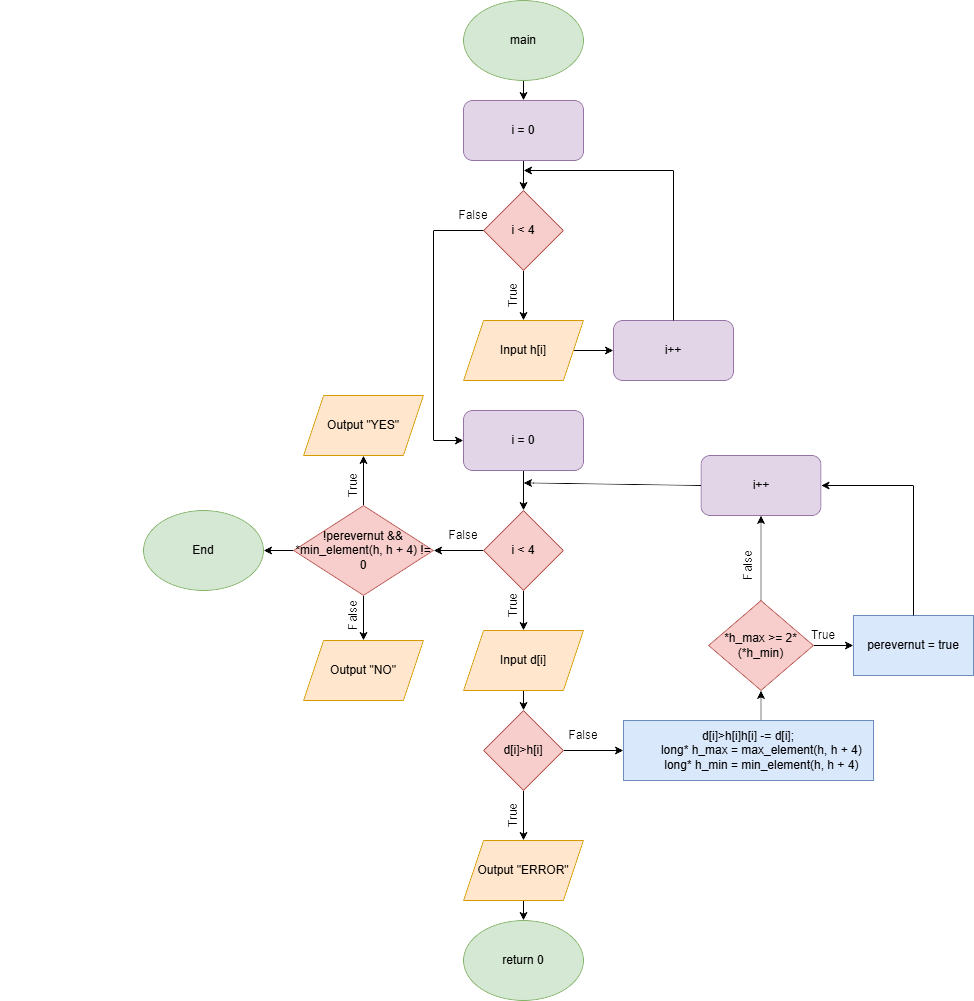 main
i = 0
False
i < 4
True
Input h[i]
i++
Output "YES"
i = 0
True
i++
!perevernut &&
*min_element(h, h + 4) !=
0
False
i < 4
End
False
True
False
Output "NO"
Input d[i]
*h_max >= 2*
(*h_min)
True
perevernut = true
d[i]>h[i]
False
d[i]>h[i]h[i] -= d[i];
long* h_max = max_element(h, h + 4)
long* h_min = min_element(h, h + 4)
True
Output "ERROR"
return 0